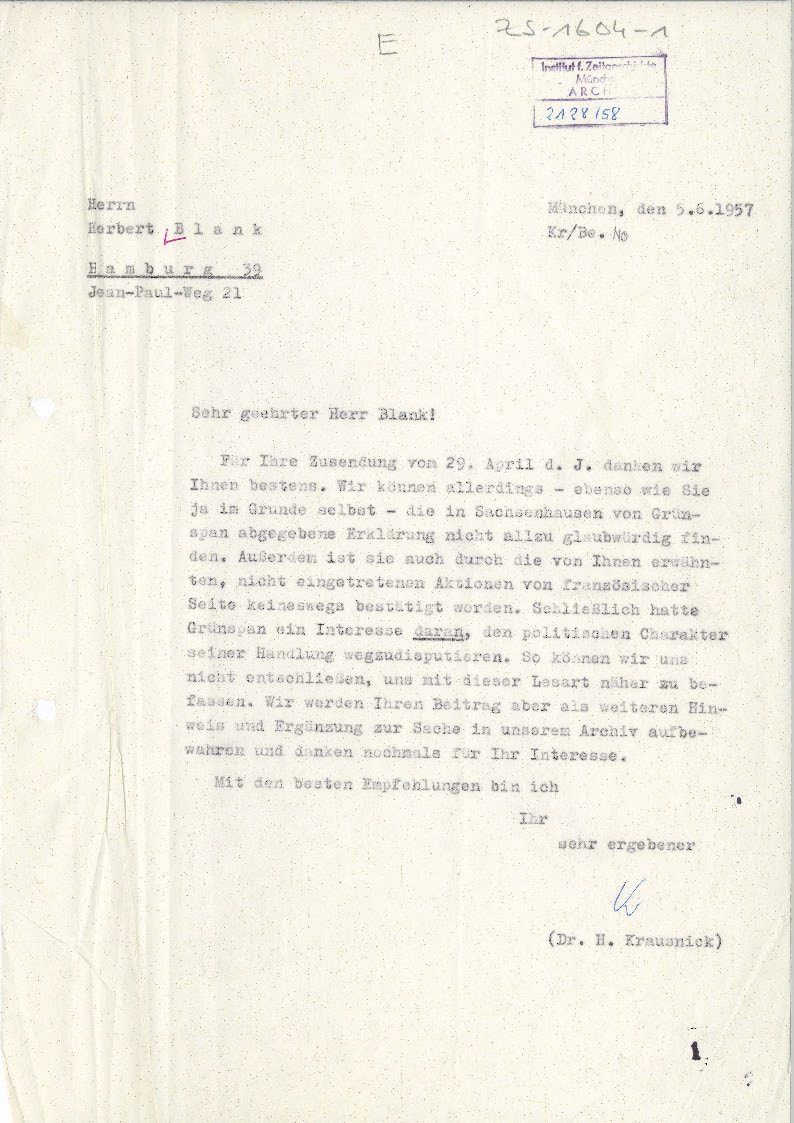 E
ZS-1604-1
Institut f. Zeitgeschichte
Münch
ARCH
2128/58
Herrn
Herbert B l a n k
H a m b u r g 39
Jean-Paul-Weg 21
München, den 5.6.1957
Kr/Be. No
Sehr geehrter Herr Blank!
Für Ihre Zusendung vom 29. April d. J. danken wir
Ihnen bestens. Wir können allerdings - ebenso wie Sie
ja im Grunde selbst - die in Sachsenhausen von Grün-
span abgegebene Erklärung nicht allzu glaubwürdig fin-
den. Außerdem ist sie auch durch die von Ihnen erwähn-
ten, nicht eingetretenen Aktionen von französischer
Seite keineswegs bestätigt worden. Schließlich hatte
Grünspan ein Interesse daran, den politischen Charakter
seiner Handlung wegzudisputieren. So können wir uns
nicht entschließen, uns mit dieser Lesart näher zu be-
fassen. Wir werden Ihren Beitrag aber als weiteren Hin-
weis und Ergänzung zur Sache in unserem Archiv aufbe-
wahren und danken nochmals für Ihr Interesse.
Mit den besten Empfehlungen bin ich
Ihr
sehr ergebener
K
(Dr. H. Krausnick)
1